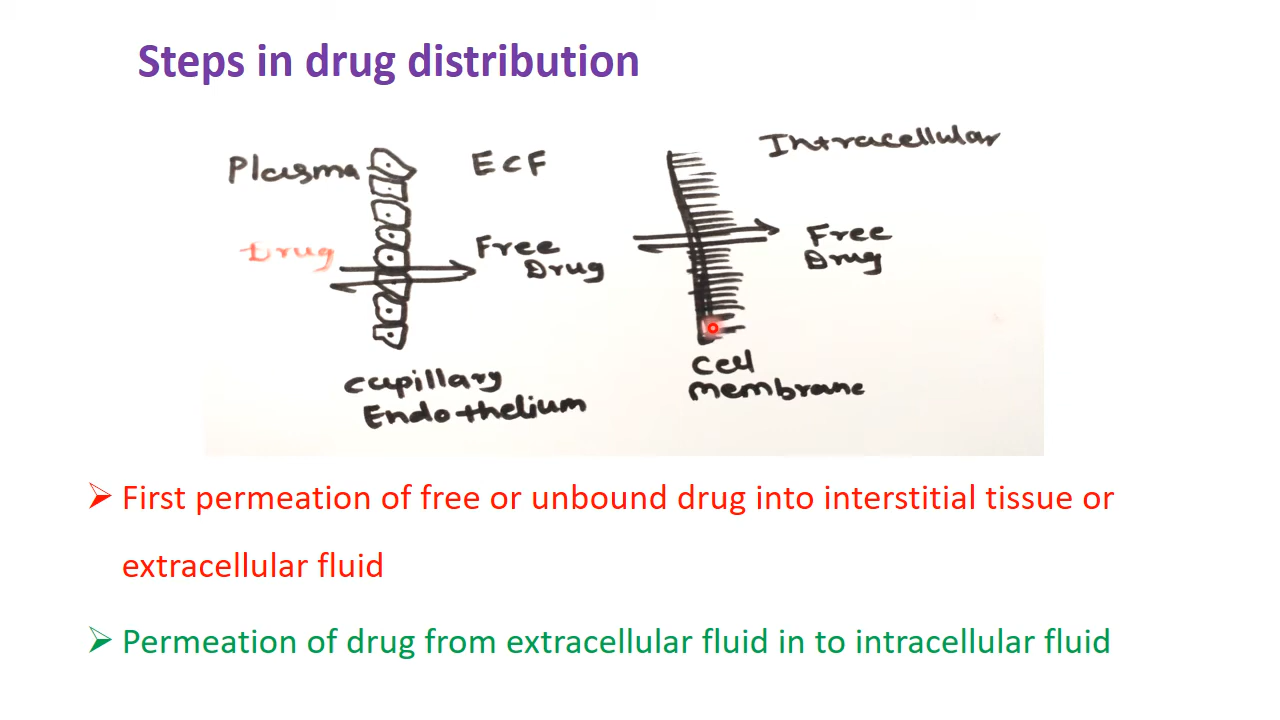 Steps in drug distribution
Plasma
ECF
Intracellular
Drug
Free
Drug
Free
Drug
Capillary
Endothelium
Cell
membrane
First permeation of free or unbound drug into interstitial tissue or
extracellular fluid
Permeation of drug from extracellular fluid in to intracellular fluid